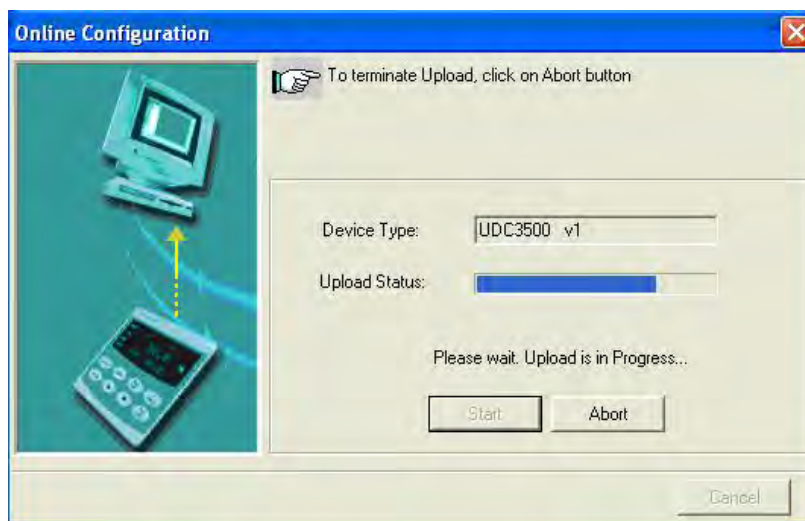 Online Configuration
To terminate Upload, click on Abort button
Device Type: UDC3500 v1
Upload Status:
Please wait. Upload is in Progress...
Start Abort
Cancel